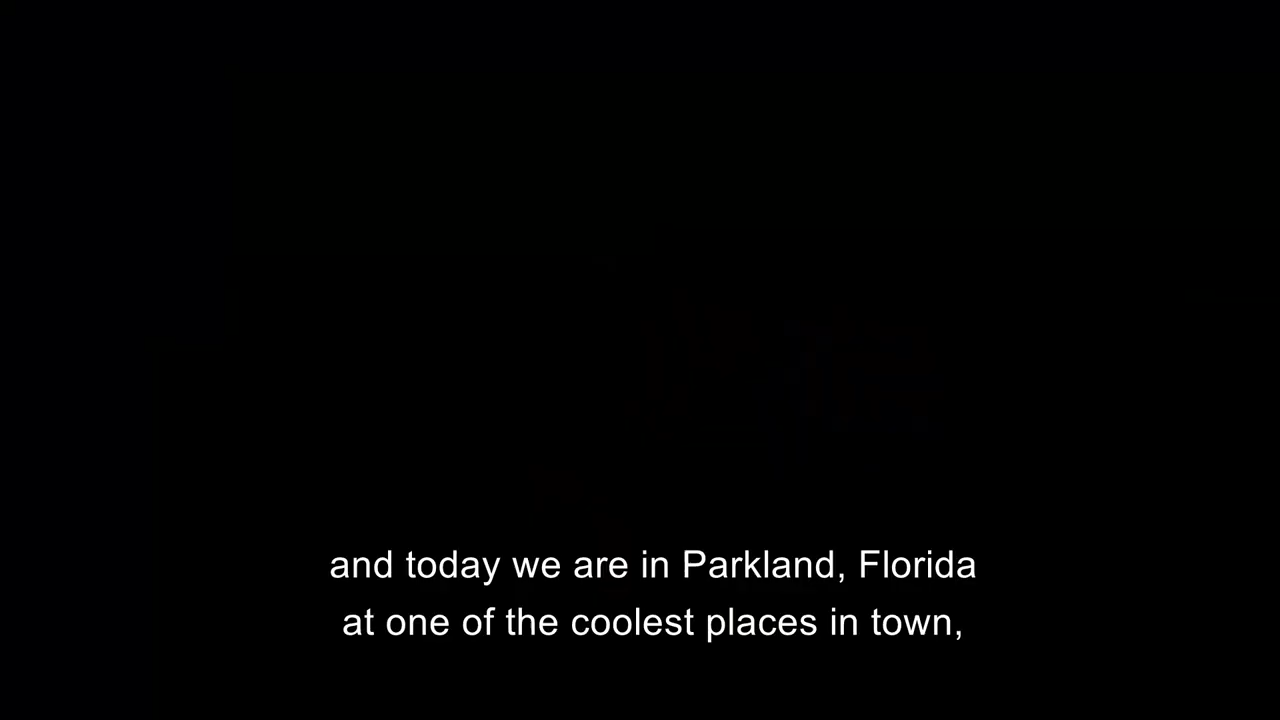 and today we are in Parkland, Florida
at one of the coolest places in town,